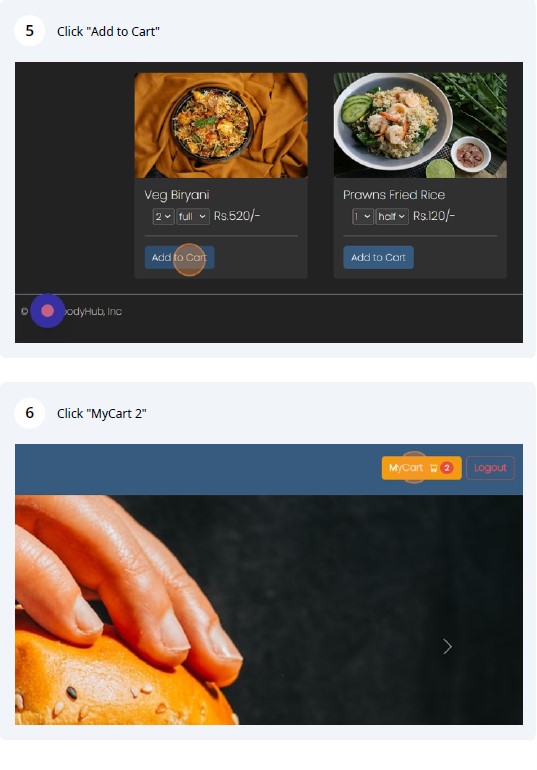 5 Click "Add to Cart"
Veg Biryani
2 full Rs.520/-
Add to Cart
Prawns Fried Rice
1 half Rs.120/-
Add to Cart
© odyHub, Inc
6 Click "MyCart 2"
MyCart 2 Logout